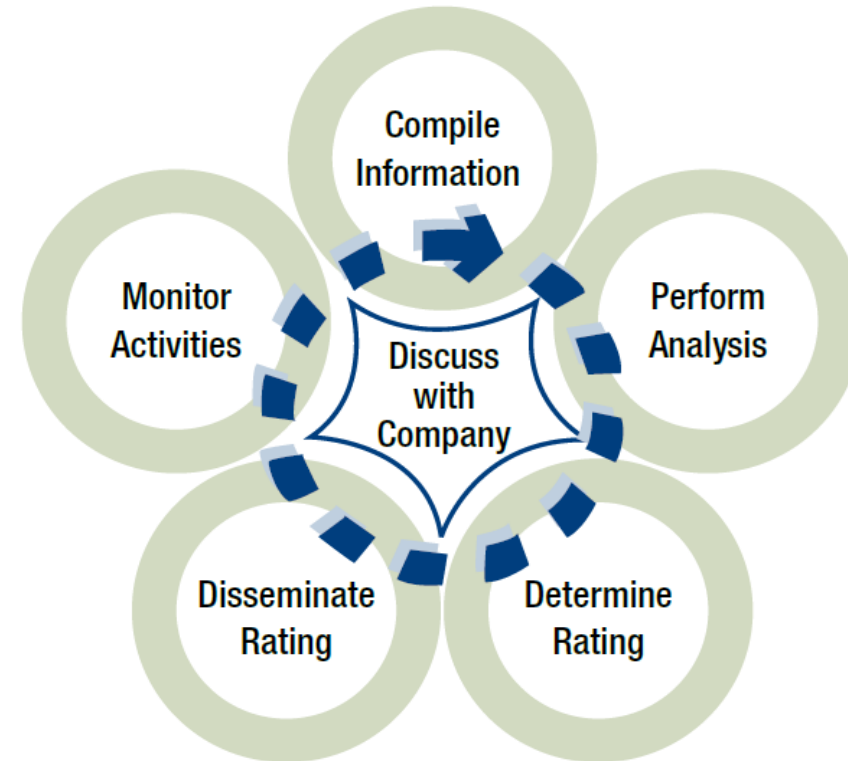 Compile
Information
Perform
Analysis
Determine
Rating
Disseminate
Rating
Monitor
Activities
Discuss
with
Company